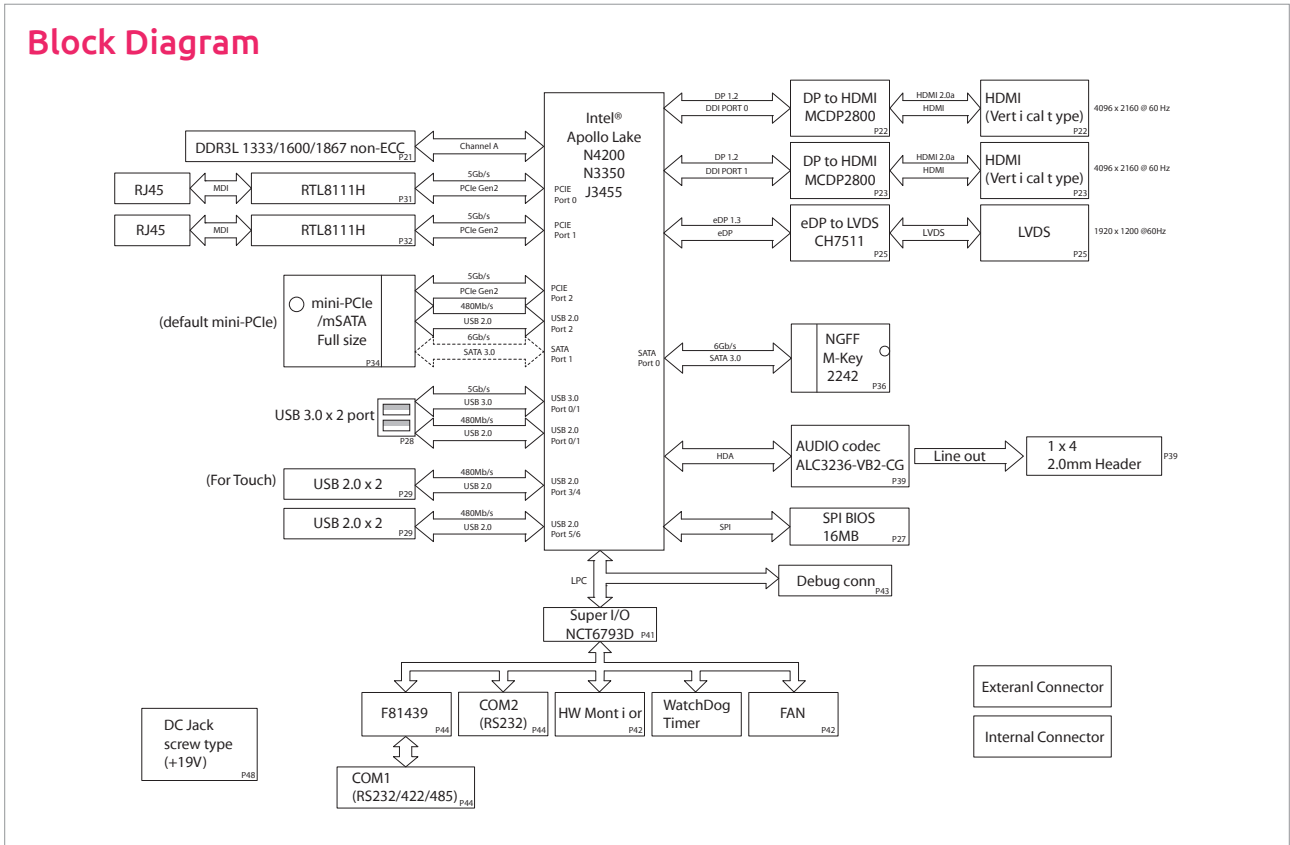 Block Diagram
Intel®
Apollo Lake
N4200
N3350
J3455
DDR3L 1333/1600/1867 non-ECC
P21
Channel A
RJ45
MDI
RTL8111H
P31
5Gb/s
PCIe Gen2
PCIE
Port 0
RJ45
MDI
RTL8111H
P32
5Gb/s
PCIe Gen2
PCIE
Port 1
(default mini-PCIe)
mini-PCIe
/mSATA
Full size
P34
5Gb/s
PCIe Gen2
PCIE
Port 2
480Mb/s
USB 2.0
USB 2.0
Port 2
6Gb/s
SATA 3.0
SATA
Port 1
USB 3.0 x 2 port
P28
5Gb/s
USB 3.0
USB 3.0
Port 0/1
480Mb/s
USB 2.0
USB 2.0
Port 0/1
(For Touch)
USB 2.0 x 2
P29
480Mb/s
USB 2.0
USB 2.0
Port 3/4
USB 2.0 x 2
P29
480Mb/s
USB 2.0
USB 2.0
Port 5/6
DP 1.2
DDI PORT 0
DP to HDMI
MCDP2800
P22
HDMI 2.0a
HDMI
HDMI
(Vert i cal t ype)
P22
4096 x 2160 @ 60 Hz
DP 1.2
DDI PORT 1
DP to HDMI
MCDP2800
P23
HDMI 2.0a
HDMI
HDMI
(Vert i cal t ype)
P23
4096 x 2160 @ 60 Hz
eDP 1.3
eDP
eDP to LVDS
CH7511
P25
LVDS
LVDS
P25
1920 x 1200 @60Hz
SATA
Port 0
6Gb/s
SATA 3.0
NGFF
M-Key
2242
P36
HDA
AUDIO codec
ALC3236-VB2-CG
P39
Line out
1 x 4
2.0mm Header
P39
SPI
SPI BIOS
16MB
P27
LPC
Debug conn
P43
Super I/O
NCT6793D
P41
F81439
P44
COM2
(RS232)
P44
HW Mont i or
P42
WatchDog
Timer
FAN
P42
COM1
(RS232/422/485)
P44
DC Jack
screw type
(+19V)
P48
Exteranl Connector
Internal Connector